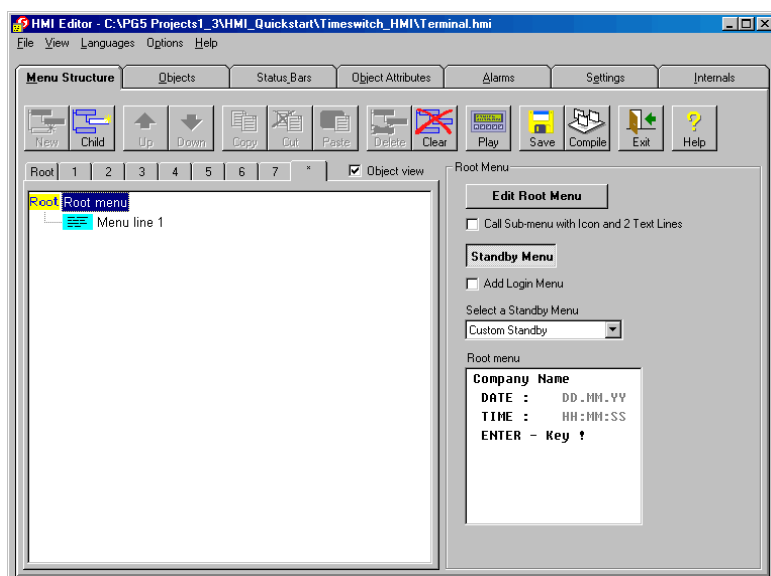 HMI Editor - C:\PG5 Projects1_3\HMI_Quickstart\Timeswitch_HMI\Terminal.hmi
File View Languages Options Help
Menu Structure Objects Status_Bars Object Attributes Alarms Settings Internals
New Child Up Down Copy Cut Paste Delete Clear Play Save Compile Exit Help
Root 1 2 3 4 5 6 7 * Object view
Root Root menu
Menu line 1
Root Menu
Edit Root Menu
Call Sub-menu with Icon and 2 Text Lines
Standby Menu
Add Login Menu
Select a Standby Menu
Custom Standby
Root menu
Company Name
DATE : DD.MM.YY
TIME : HH:MM:SS
ENTER - Key !